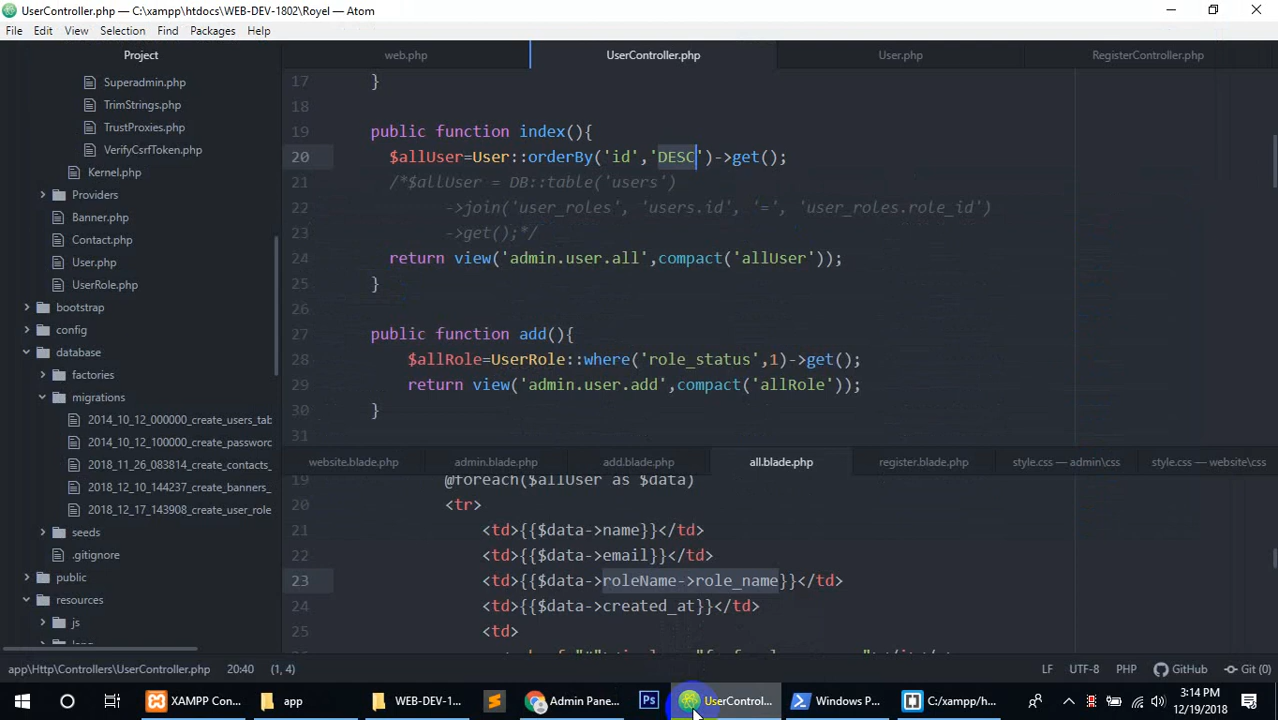 UserController.php — C:\xampp\htdocs\WEB-DEV-1802/Royel — Atom
File Edit View Selection Find Packages Help
Project
Superadmin.php
TrimStrings.php
TrustProxies.php
VerifyCsrfToken.php
Kernel.php
Providers
Banner.php
Contact.php
User.php
UserRole.php
bootstrap
config
database
factories
migrations
2014_10_12_000000_create_users_tab
2014_10_12_100000_create_passworc
2018_11_26_083814_create_contacts_
2018_12_10_144237_create_banners_
2018_12_17_143908_create_user_role
seeds
.gitignore
public
resources
js
web.php UserController.php User.php RegisterController.php
17 }
18
19 public function index(){
20 $allUser=User::orderBy('id','DESC')->get();
21 /*$allUser = DB::table('users')
22 ->join('user_roles', 'users.id', '=', 'user_roles.role_id')
23 ->get();*/
24 return view('admin.user.all',compact('allUser'));
25 }
26
27 public function add(){
28 $allRole=UserRole::where('role_status',1)->get();
29 return view('admin.user.add',compact('allRole'));
30 }
31
website.blade.php admin.blade.php add.blade.php all.blade.php register.blade.php style.css — admin\css style.css — website\css
19 @foreach($allUser as $data)
20 <tr>
21 <td>{{$data->name}}</td>
22 <td>{{$data->email}}</td>
23 <td>{{$data->roleName->role_name}}</td>
24 <td>{{$data->created_at}}</td>
25 <td>
app\Http\Controllers\UserController.php 20:40 (1, 4) LF UTF-8 PHP GitHub Git (0)
XAMPP Con... app WEB-DEV-1... Admin Pane... Ps UserControl... Windows P... C:/xampp/h... 3:14 PM
12/19/2018